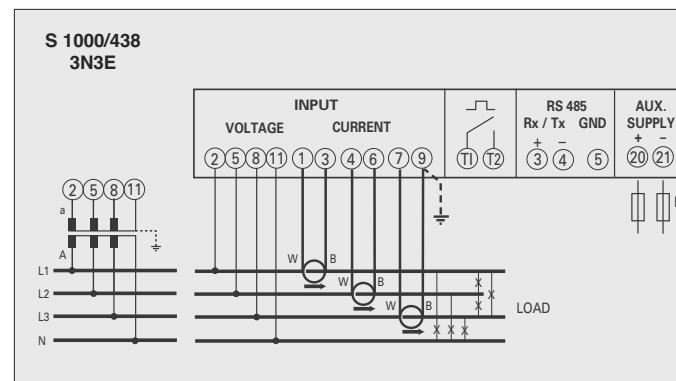 S 1000/438
3N3E
INPUT
VOLTAGE CURRENT
2 5 8 11 1 3 4 6 7 9
T1 T2
RS 485
Rx / Tx GND
+ −
3 4 5
AUX.
SUPPLY
+ −
20 21
2 5 8 11
a
A
L1
L2
L3
N
W B
W B
W B
LOAD